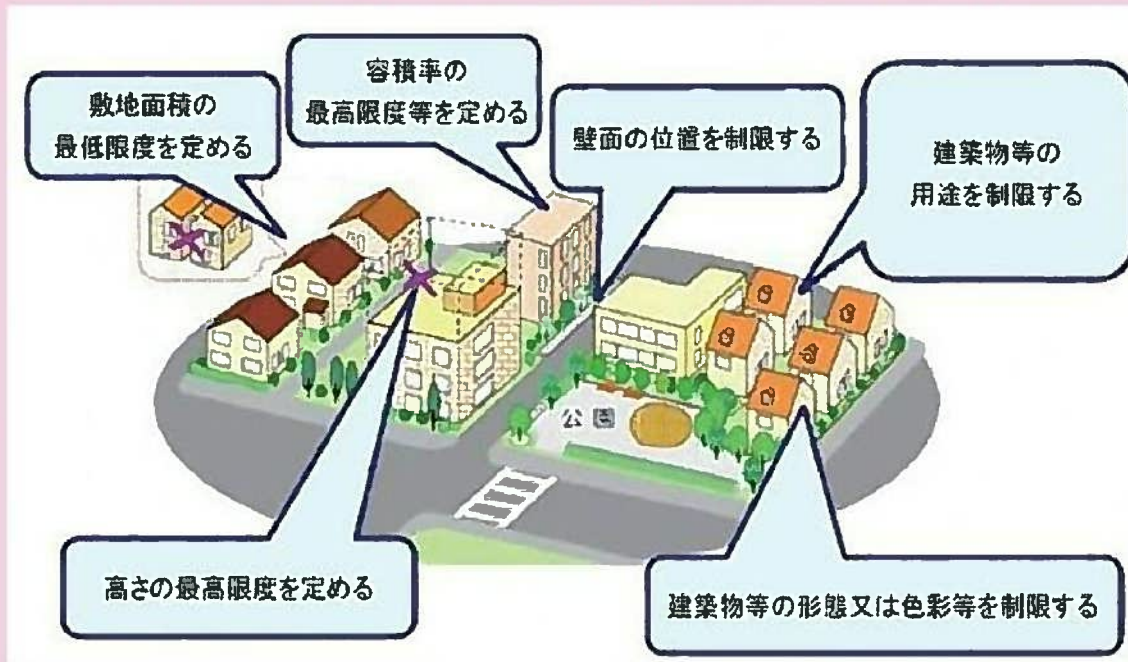 容積率の
最高限度等を定める
敷地面積の
最低限度を定める
壁面の位置を制限する
建築物等の
用途を制限する
公園
高さの最高限度を定める
建築物等の形態又は色彩等を制限する